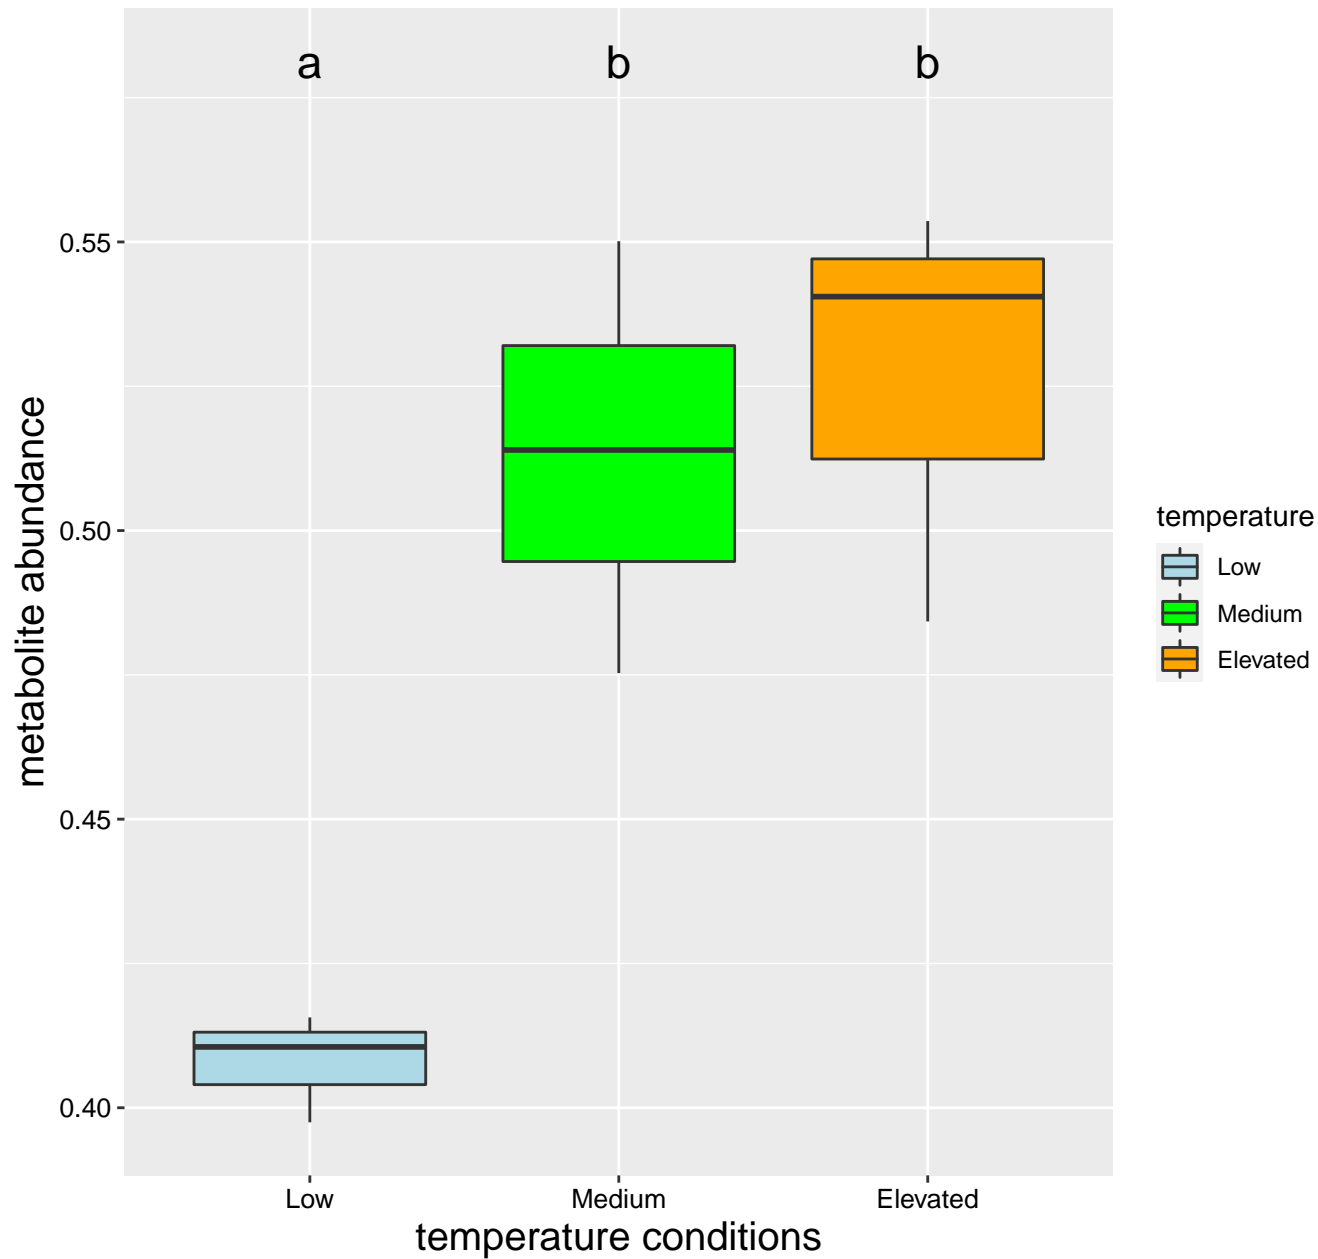 a b b
metabolite abundance
0.55
0.50
0.45
0.40
Low Medium Elevated
temperature conditions
temperature
Low
Medium
Elevated